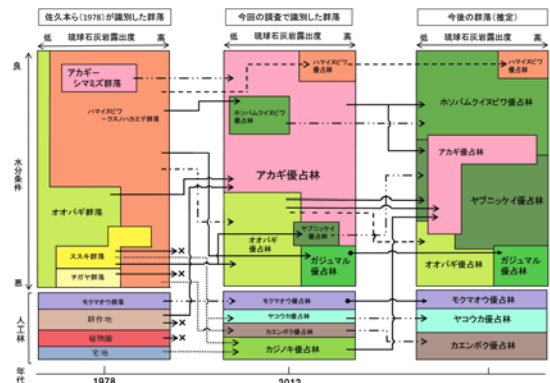 佐久本ら(1978)が識別した群落
今回の調査で識別した群落
今後の群落(推定)
低 琉球石灰岩露出度 高
低 琉球石灰岩露出度 高
低 琉球石灰岩露出度 高
良
水分条件
悪
アカギー
シマミズ群落
ハマイヌビワ
ークスノハカエデ群落
オオバギ群落
ススキ群落
チガヤ群落
ハマイヌビワ
優占林
ホソバムクイヌビワ優占林
アカギ優占林
オオバギ
優占林
ヤブニッケイ
優占林
ガジュマル
優占林
ハマイヌビワ
優占林
ホソバムクイヌビワ優占林
アカギ優占林
ヤブニッケイ優占林
オオバギ優占林
ガジュマル
優占林
人工林
モクマオウ群落
耕作地
植物園
宅地
モクマオウ優占林
ヤコウカ優占林
カエンボク優占林
カジノキ優占林
モクマオウ優占林
ヤコウカ優占林
カエンボク優占林
年代
1978
2012